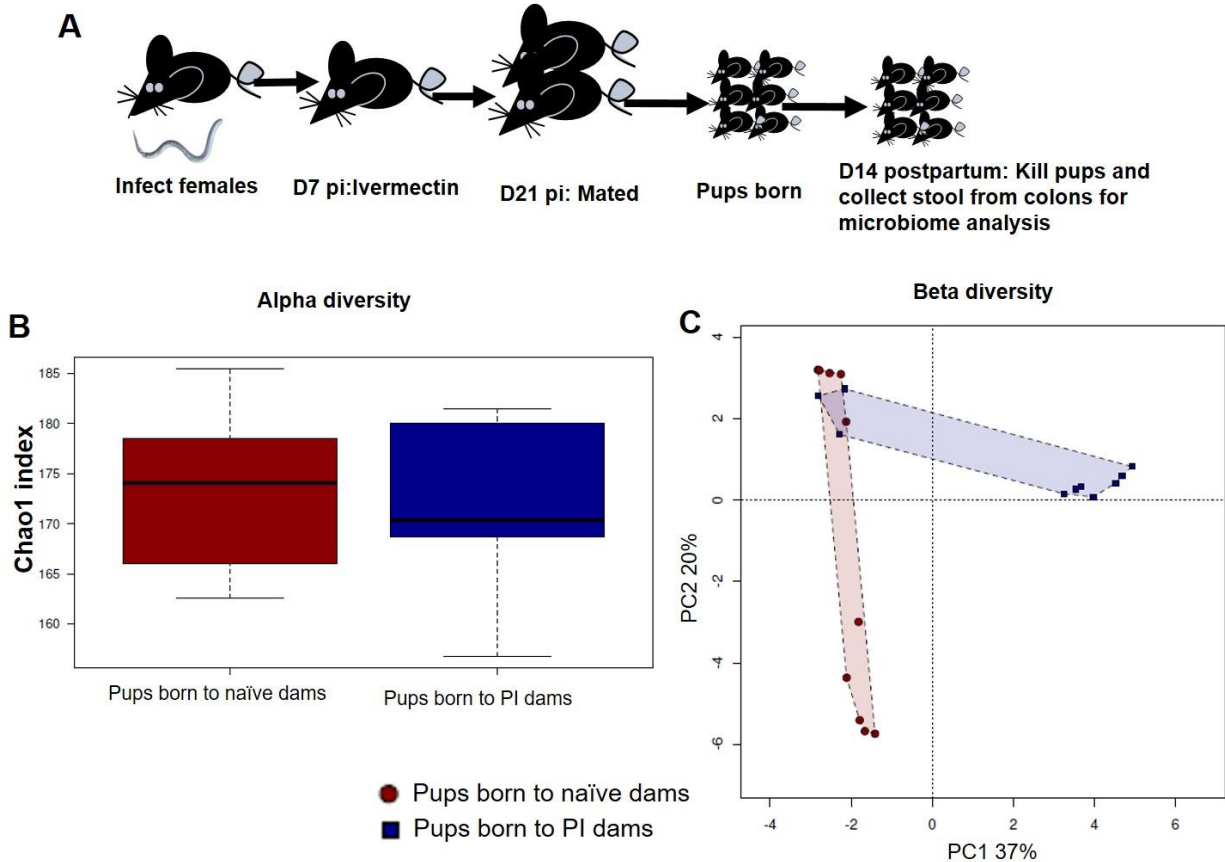 A
Infect females
D7 pi:Ivermectin
D21 pi: Mated
Pups born
D14 postpartum: Kill pups and
collect stool from colons for
microbiome analysis
Alpha diversity
B
Chao1 index
185
180
175
170
165
160
Pups born to naïve dams
Pups born to PI dams
Beta diversity
C
PC2 20%
4
2
0
-2
-4
-6
-4
-2
0
2
4
6
PC1 37%
Pups born to naïve dams
Pups born to PI dams